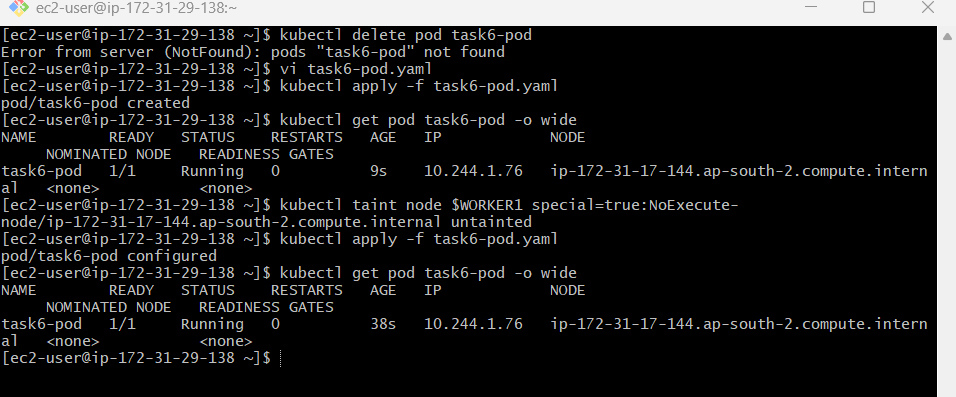 ec2-user@ip-172-31-29-138:~
[ec2-user@ip-172-31-29-138 ~]$ kubectl delete pod task6-pod
Error from server (NotFound): pods "task6-pod" not found
[ec2-user@ip-172-31-29-138 ~]$ vi task6-pod.yaml
[ec2-user@ip-172-31-29-138 ~]$ kubectl apply -f task6-pod.yaml
pod/task6-pod created
[ec2-user@ip-172-31-29-138 ~]$ kubectl get pod task6-pod -o wide
NAME        READY   STATUS    RESTARTS   AGE   IP            NODE
     NOMINATED NODE   READINESS GATES
task6-pod   1/1     Running   0          9s    10.244.1.76   ip-172-31-17-144.ap-south-2.compute.intern
al   <none>           <none>
[ec2-user@ip-172-31-29-138 ~]$ kubectl taint node $WORKER1 special=true:NoExecute-
node/ip-172-31-17-144.ap-south-2.compute.internal untainted
[ec2-user@ip-172-31-29-138 ~]$ kubectl apply -f task6-pod.yaml
pod/task6-pod configured
[ec2-user@ip-172-31-29-138 ~]$ kubectl get pod task6-pod -o wide
NAME        READY   STATUS    RESTARTS   AGE   IP            NODE
     NOMINATED NODE   READINESS GATES
task6-pod   1/1     Running   0          38s   10.244.1.76   ip-172-31-17-144.ap-south-2.compute.intern
al   <none>           <none>
[ec2-user@ip-172-31-29-138 ~]$